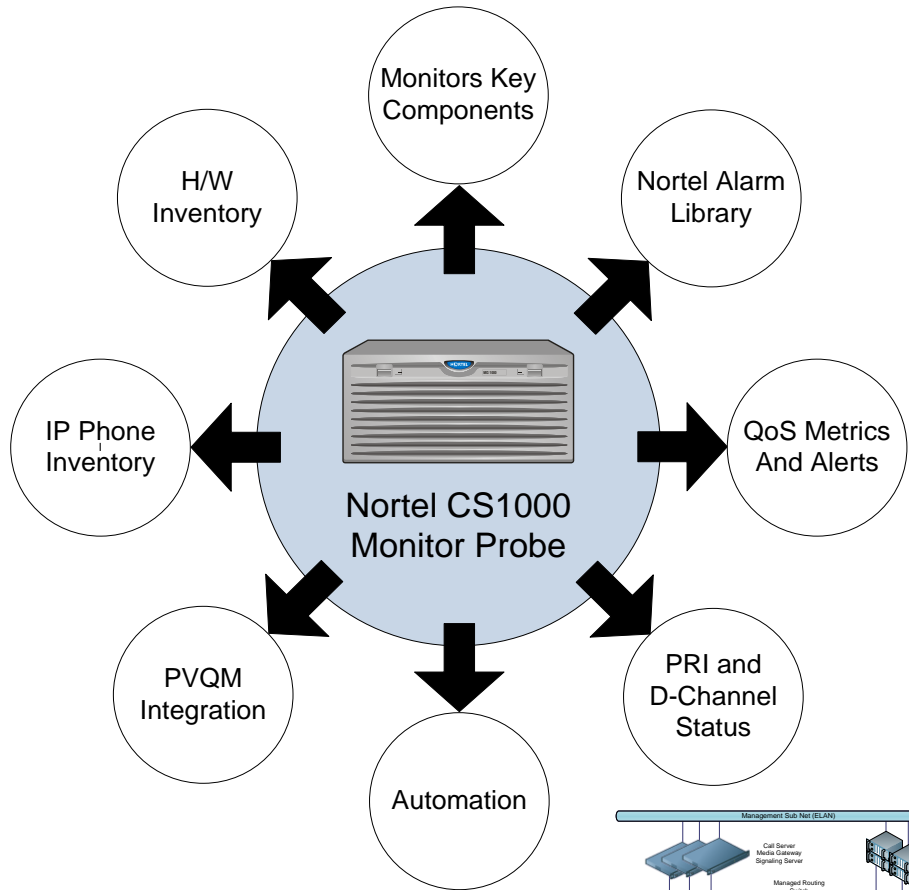 Monitors Key
Components
H/W
Inventory
Nortel Alarm
Library
NORTEL
IP Phone
Inventory
QoS Metrics
And Alerts
Nortel CS1000
Monitor Probe
PVQM
Integration
PRI and
D-Channel
Status
Automation
Management Sub Net (ELAN)
Call Server
Media Gateway
Signaling Server
Managed Routing